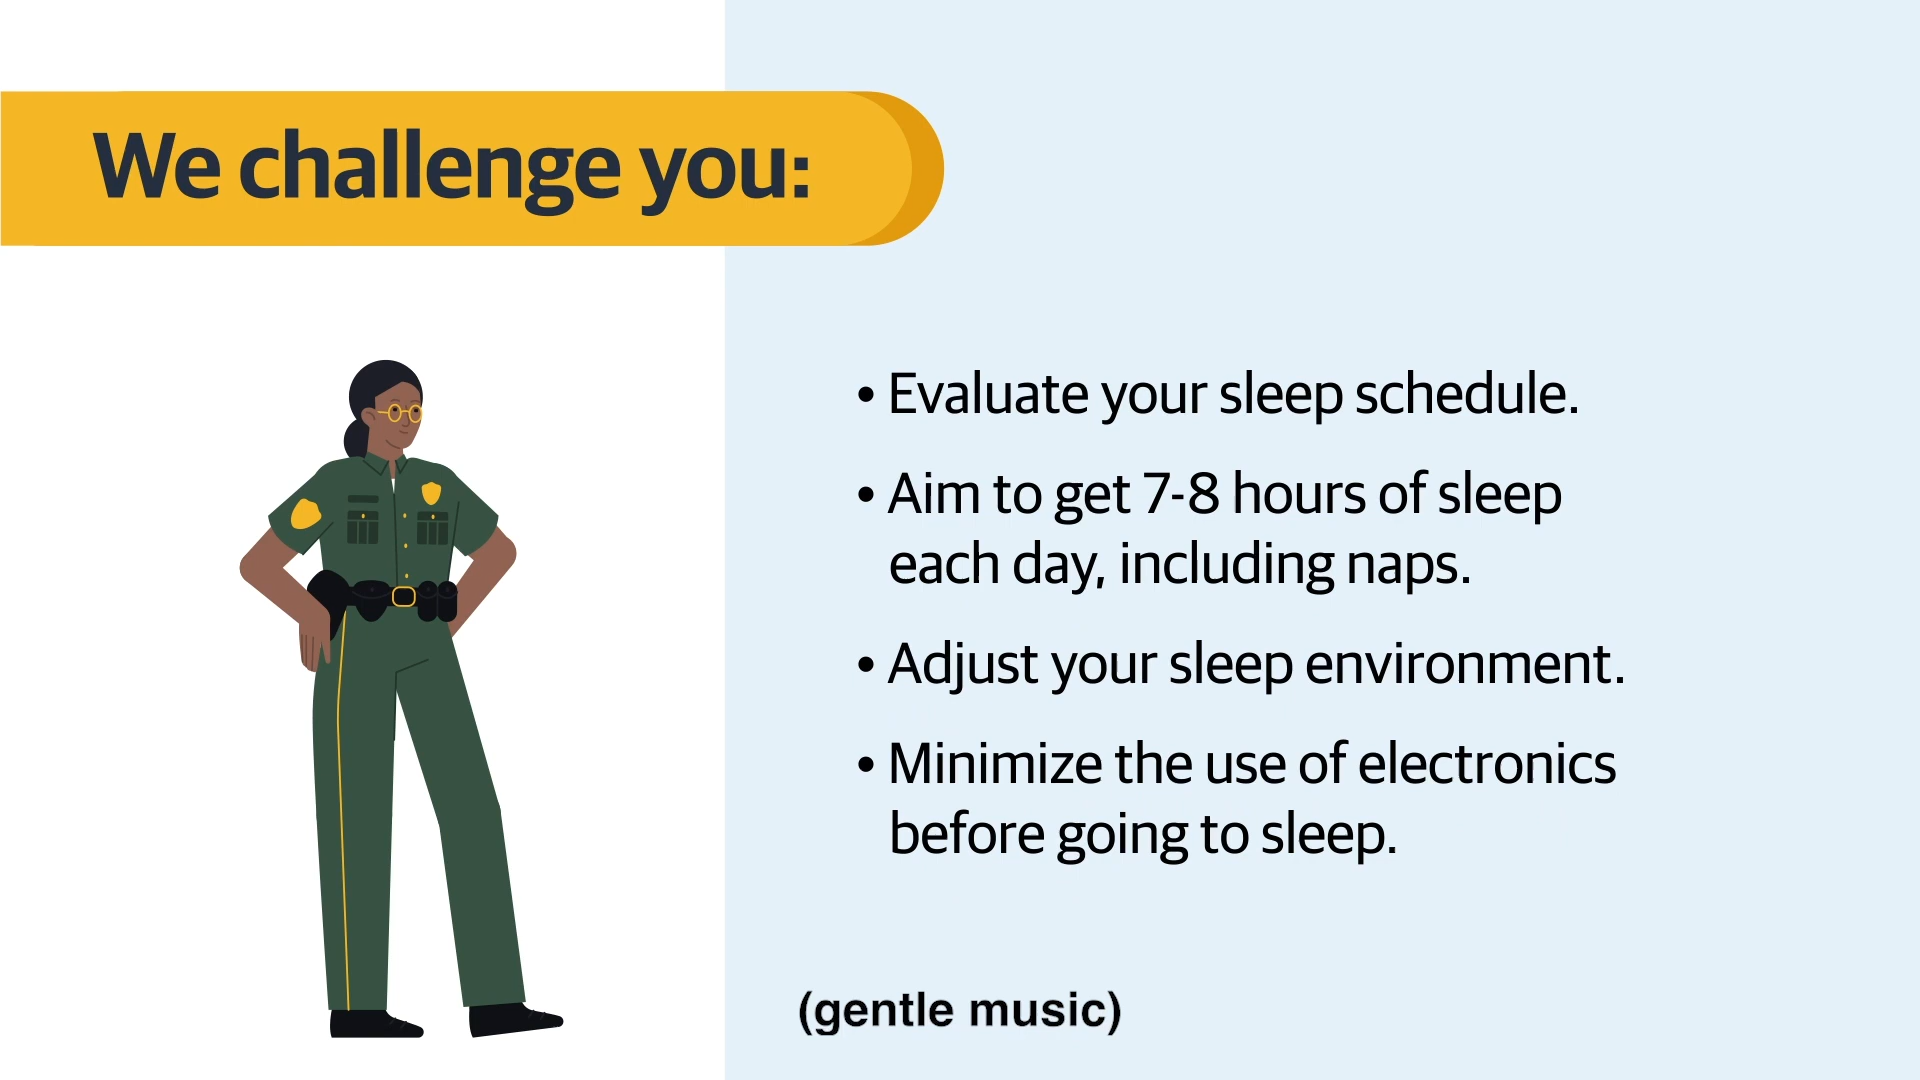 We challenge you:
• Evaluate your sleep schedule.
• Aim to get 7-8 hours of sleep
each day, including naps.
• Adjust your sleep environment.
• Minimize the use of electronics
before going to sleep.
(gentle music)